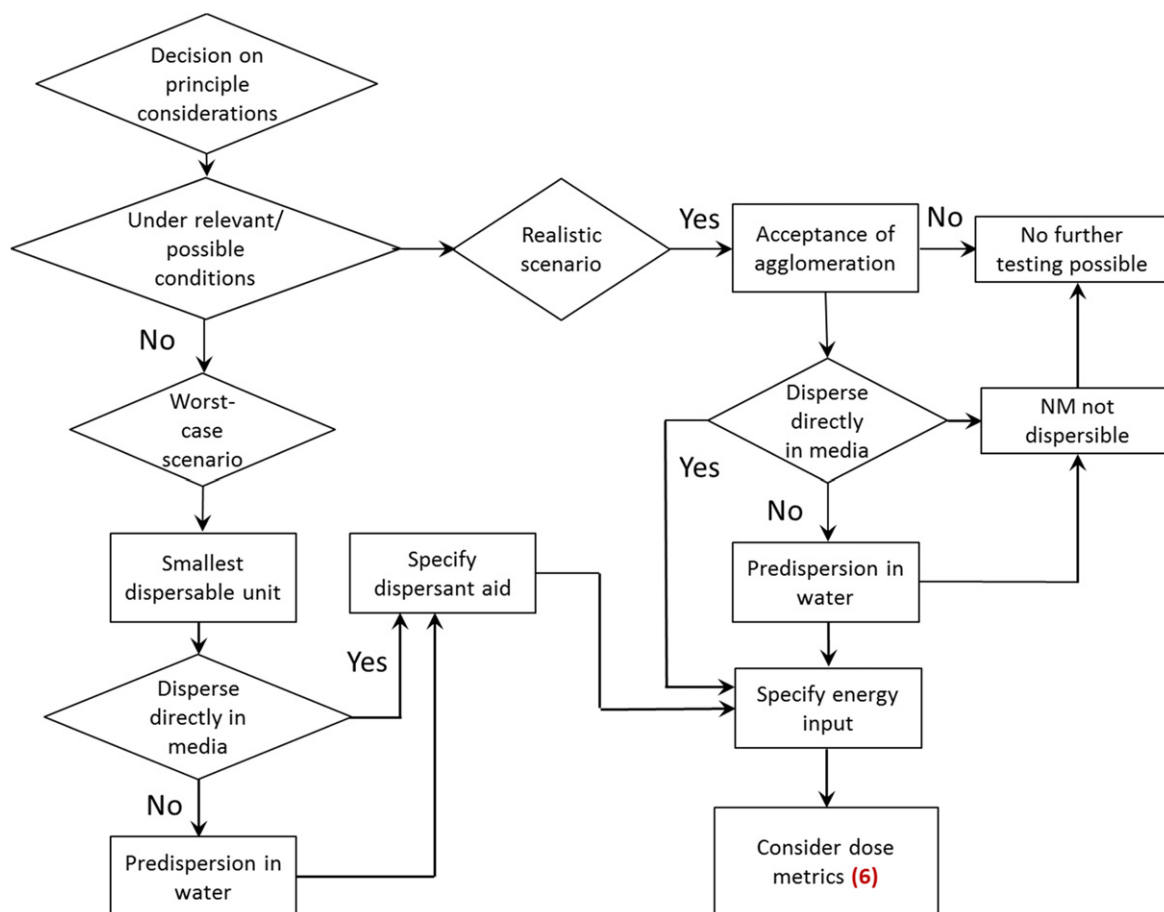 Decision on
principle
considerations
Under relevant/
possible
conditions
Realistic
scenario
Yes
Acceptance of
agglomeration
No
No further
testing possible
No
Worst-
case
scenario
Disperse
directly
in media
NM not
dispersible
Yes
No
Smallest
dispersable unit
Specify
dispersant aid
Predispersion in
water
Disperse
directly in
media
Yes
Specify energy
input
No
Predispersion in
water
Consider dose
metrics (6)